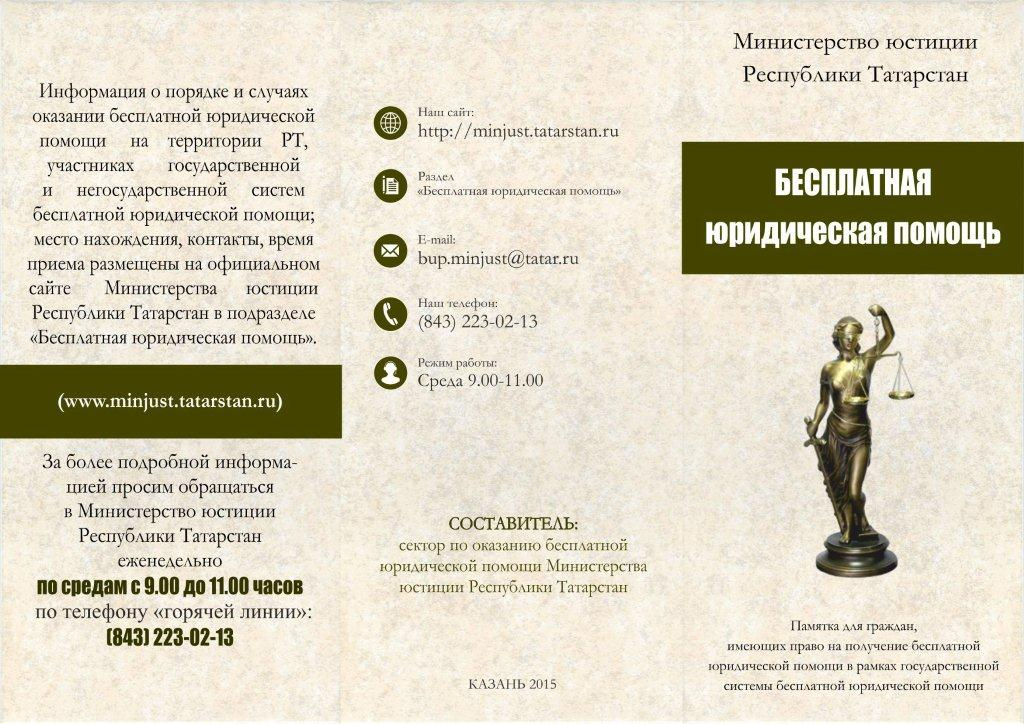 Информация о порядке и случаях
оказании бесплатной юридической
помощи на территории РТ,
участниках государственной
и негосударственной систем
бесплатной юридической помощи;
место нахождения, контакты, время
приема размещены на официальном
сайте Министерства юстиции
Республики Татарстан в подразделе
«Бесплатная юридическая помощь».
(www.minjust.tatarstan.ru)
За более подробной информа-
цией просим обращаться
в Министерство юстиции
Республики Татарстан
еженедельно
по средам с 9.00 до 11.00 часов
по телефону «горячей линии»:
(843) 223-02-13
Наш сайт:
http://minjust.tatarstan.ru
Раздел
«Бесплатная юридическая помощь»
E-mail:
bup.minjust@tatar.ru
Наш телефон:
(843) 223-02-13
Режим работы:
Среда 9.00-11.00
СОСТАВИТЕЛЬ:
сектор по оказанию бесплатной
юридической помощи Министерства
юстиции Республики Татарстан
КАЗАНЬ 2015
Министерство юстиции
Республики Татарстан
БЕСПЛАТНАЯ
юридическая помощь
Памятка для граждан,
имеющих право на получение бесплатной
юридической помощи в рамках государственной
системы бесплатной юридической помощи